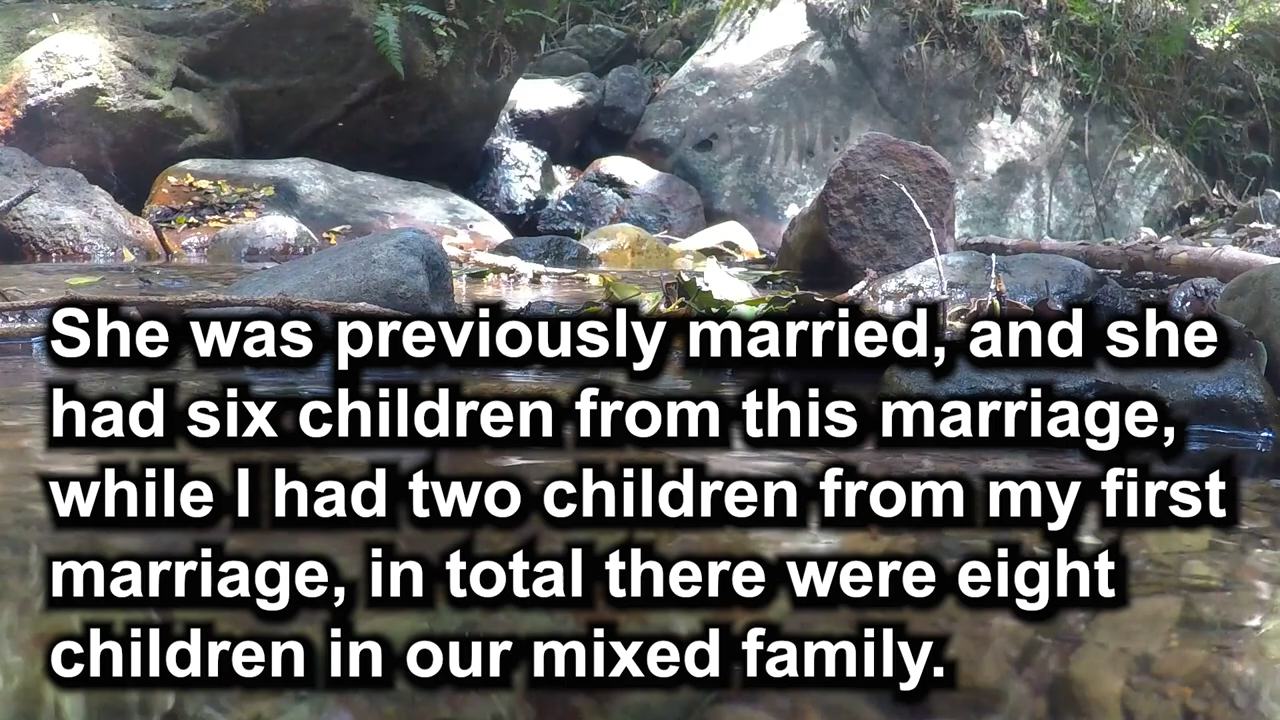 She was previously married, and she
had six children from this marriage,
while I had two children from my first
marriage, in total there were eight
children in our mixed family.